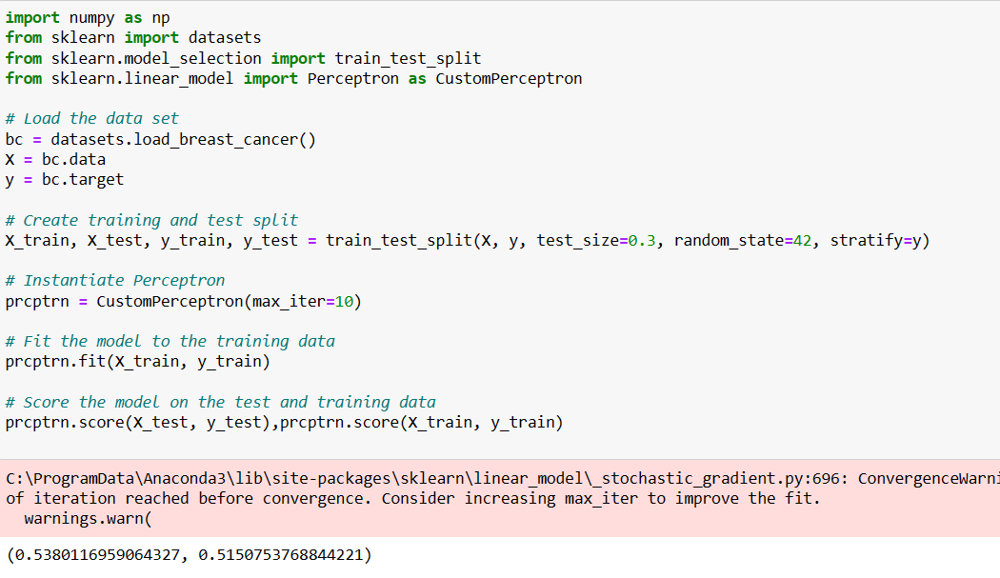 import numpy as np
from sklearn import datasets
from sklearn.model_selection import train_test_split
from sklearn.linear_model import Perceptron as CustomPerceptron
# Load the data set
bc = datasets.load_breast_cancer()
X = bc.data
y = bc.target
# Create training and test split
X_train, X_test, y_train, y_test = train_test_split(X, y, test_size=0.3, random_state=42, stratify=y)
# Instantiate Perceptron
prcptrn = CustomPerceptron(max_iter=10)
# Fit the model to the training data
prcptrn.fit(X_train, y_train)
# Score the model on the test and training data
prcptrn.score(X_test, y_test),prcptrn.score(X_train, y_train)
C:\ProgramData\Anaconda3\lib\site-packages\sklearn\linear_model\_stochastic_gradient.py:696: ConvergenceWarni
of iteration reached before convergence. Consider increasing max_iter to improve the fit.
warnings.warn(
(0.5380116959064327, 0.5150753768844221)